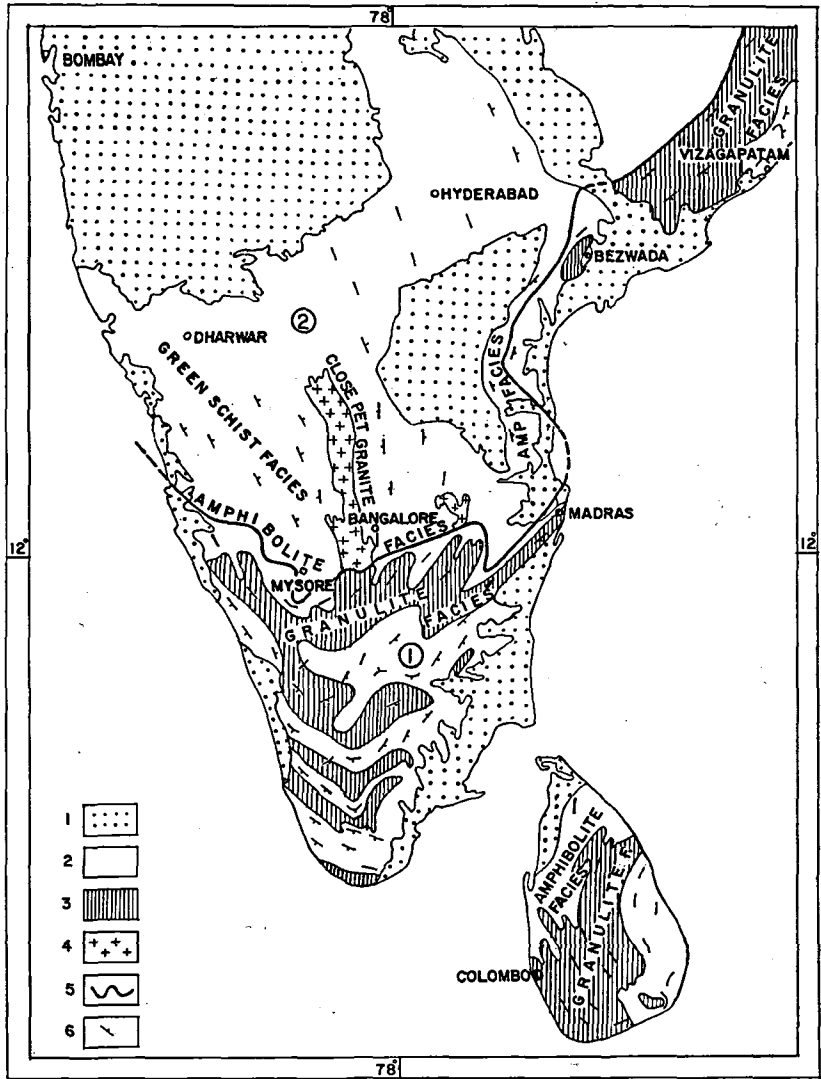 78°
BOMBAY
GRANULITE
FACIES
VIZAGAPATAM
HYDERABAD
BEZWADA
2
DHARWAR
GREEN SCHIST FACIES
CLOSE PET GRANITE
AMP. FACIES
AMPHIBOLITE
BANGALORE
FACIES
MADRAS
12°
12°
MYSORE
GRANULITE
FACIES
1
1
2
3
4
5
6
AMPHIBOLITE
FACIES
GRANULITE F.
COLOMBO
78°